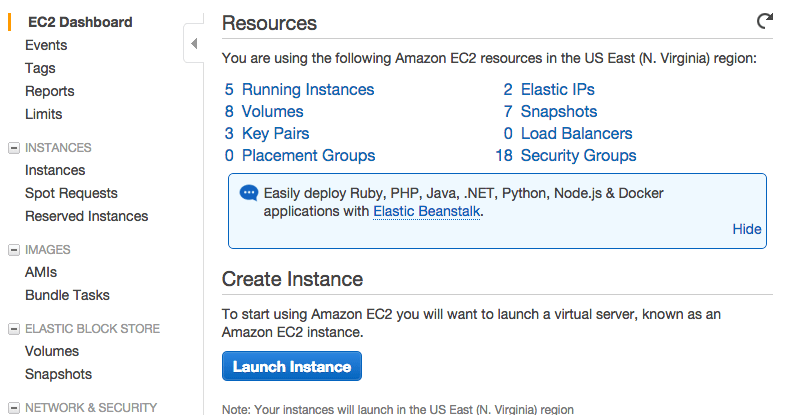 EC2 Dashboard
Events
Tags
Reports
Limits
INSTANCES
Instances
Spot Requests
Reserved Instances
IMAGES
AMIs
Bundle Tasks
ELASTIC BLOCK STORE
Volumes
Snapshots
NETWORK & SECURITY
Resources
You are using the following Amazon EC2 resources in the US East (N. Virginia) region:
5 Running Instances
2 Elastic IPs
8 Volumes
7 Snapshots
3 Key Pairs
0 Load Balancers
0 Placement Groups
18 Security Groups
Easily deploy Ruby, PHP, Java, .NET, Python, Node.js & Docker
applications with Elastic Beanstalk.
Hide
Create Instance
To start using Amazon EC2 you will want to launch a virtual server, known as an
Amazon EC2 instance.
Launch Instance
Note: Your instances will launch in the US East (N. Virginia) region